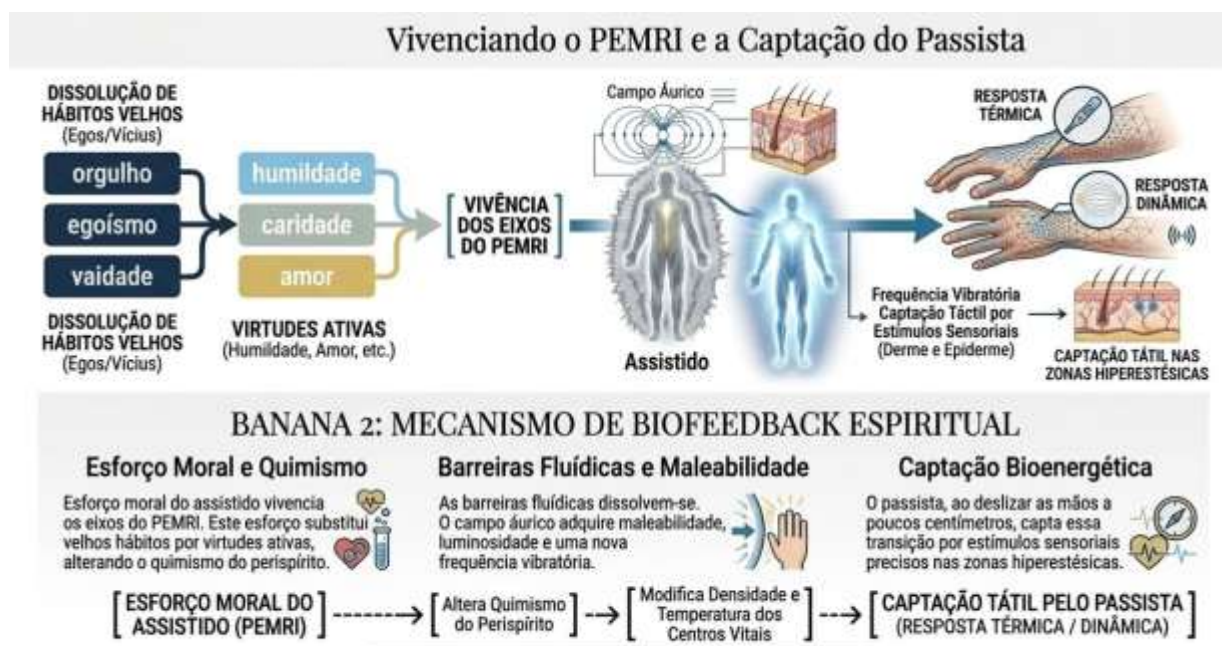 Vivenciando o PEMRI e a Captação do Passista
DISSOLUÇÃO DE
HÁBITOS VELHOS
(Egos/Vícius)
orgulho
egoísmo
vaidade
DISSOLUÇÃO DE
HÁBITOS VELHOS
(Egos/Vícius)
humildade
caridade
amor
VIRTUDES ATIVAS
(Humildade, Amor, etc.)
[VIVÊNCIA
DOS EIXOS
DO PEMRI]
Campo Áurico
Assistido
RESPOSTA
TÉRMICA
RESPOSTA
DINÂMICA
Frequência Vibratória
Captação Táctil por
Estímulos Sensoriais
(Derme e Epiderme)
CAPTAÇÃO TÁTIL NAS
ZONAS HIPERESTÉSICAS
BANANA 2: MECANISMO DE BIOFEEDBACK ESPIRITUAL
Esforço Moral e Quimismo
Esforço moral do assistido vivencia
os eixos do PEMRI. Este esforço substitui
velhos hábitos por virtudes ativas,
alterando o quimismo do perispírito.
Barreiras Fluídicas e Maleabilidade
As barreiras fluídicas dissolvem-se.
O campo áurico adquire maleabilidade,
luminosidade e uma nova
frequência vibratória.
Captação Bioenergética
O passista, ao deslizar as mãos a
poucos centímetros, capta essa
transição por estímulos sensoriais
precisos nas zonas hiperestésicas.
[ESFORÇO MORAL DO
ASSISTIDO (PEMRI)]
[Altera Quimismo
do Perispírito]
[Modifica Densidade e
Temperatura dos
Centros Vitais]
[CAPTAÇÃO TÁTIL PELO PASSISTA
(RESPOSTA TÉRMICA / DINÂMICA)]